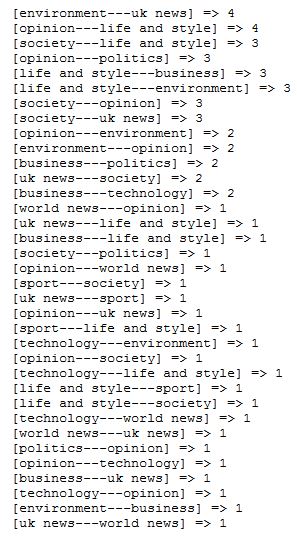 [environment---uk news] => 4
[opinion---life and style] => 4
[society---life and style] => 3
[opinion---politics] => 3
[life and style---business] => 3
[life and style---environment] => 3
[society---opinion] => 3
[society---uk news] => 3
[opinion---environment] => 2
[environment---opinion] => 2
[business---politics] => 2
[uk news---society] => 2
[business---technology] => 2
[world news---opinion] => 1
[uk news---life and style] => 1
[business---life and style] => 1
[society---politics] => 1
[opinion---world news] => 1
[sport---society] => 1
[uk news---sport] => 1
[opinion---uk news] => 1
[sport---life and style] => 1
[technology---environment] => 1
[opinion---society] => 1
[technology---life and style] => 1
[life and style---sport] => 1
[life and style---society] => 1
[technology---world news] => 1
[world news---uk news] => 1
[politics---opinion] => 1
[opinion---technology] => 1
[business---uk news] => 1
[technology---opinion] => 1
[environment---business] => 1
[uk news---world news] => 1